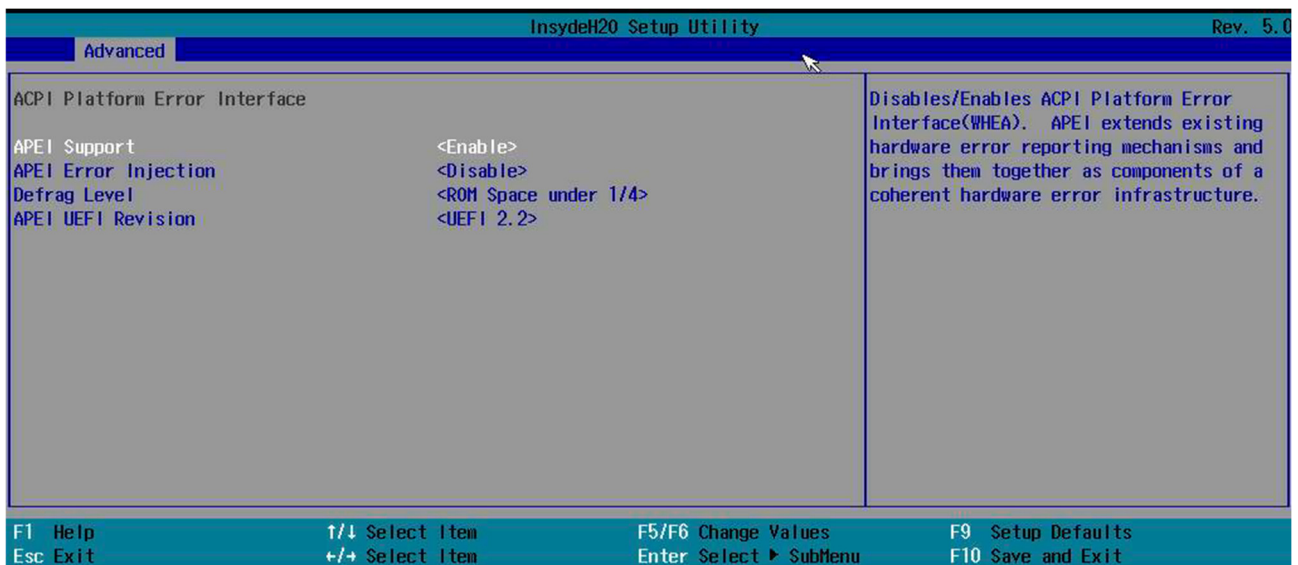 InsydeH20 Setup Utility Rev. 5.0
Advanced
ACPI Platform Error Interface
APEI Support <Enable>
APEI Error Injection <Disable>
Defrag Level <ROM Space under 1/4>
APEI UEFI Revision <UEFI 2.2>
Disables/Enables ACPI Platform Error
Interface(WHEA). APEI extends existing
hardware error reporting mechanisms and
brings them together as components of a
coherent hardware error infrastructure.
F1 Help ↑/↓ Select Item F5/F6 Change Values F9 Setup Defaults
Esc Exit ←/→ Select Item Enter Select ▶ SubMenu F10 Save and Exit